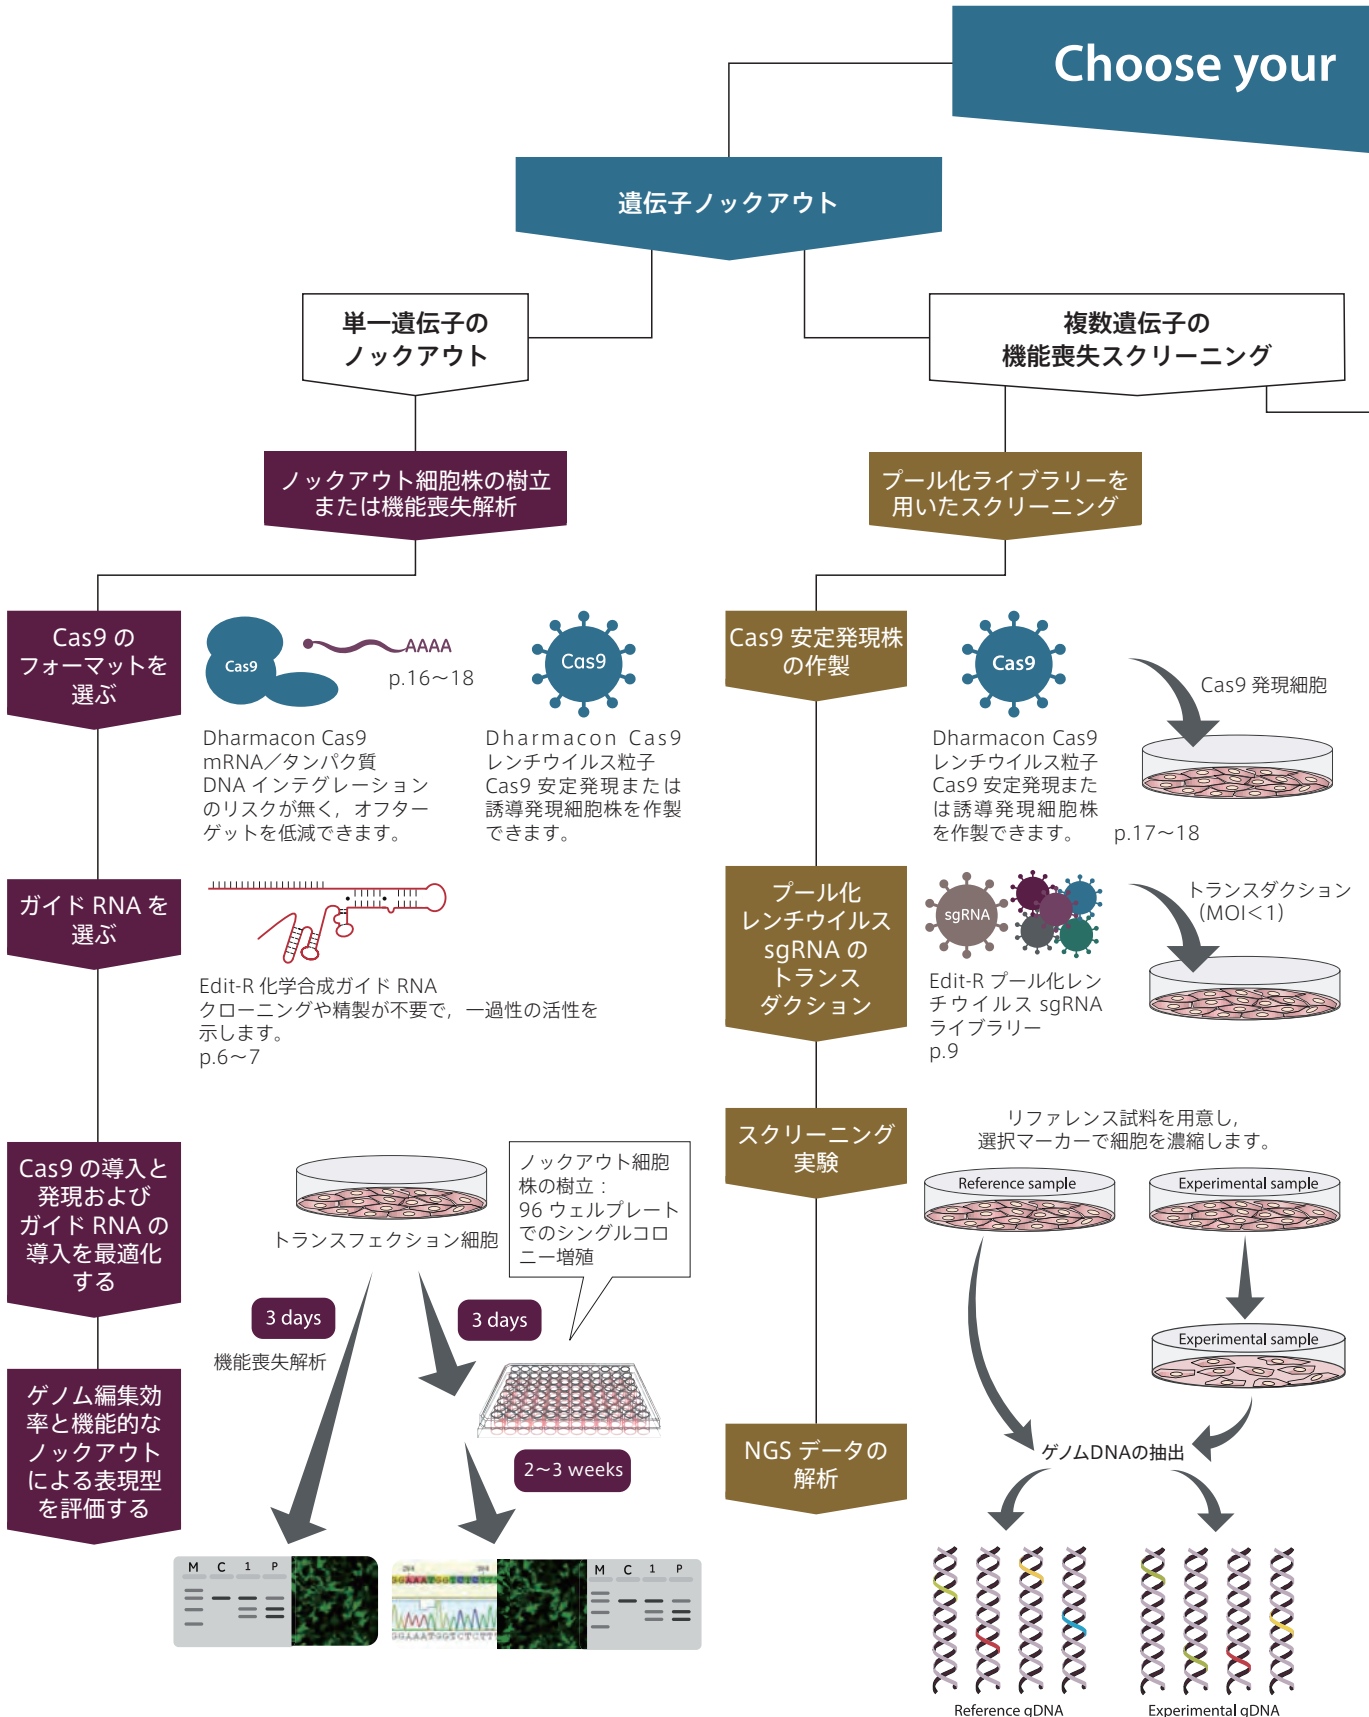 Choose your
遺伝子ノックアウト
単一遺伝子の
ノックアウト
複数遺伝子の
機能喪失スクリーニング
ノックアウト細胞株の樹立
または機能喪失解析
プール化ライブラリーを
用いたスクリーニング
Cas9 の
フォーマットを
選ぶ
Cas9
AAAA
p.16〜18
Cas9
Dharmacon Cas9
mRNA／タンパク質
DNA インテグレーション
のリスクが無く，オフター
ゲットを低減できます。
Dharmacon Cas9
レンチウイルス粒子
Cas9 安定発現または
誘導発現細胞株を作製
できます。
ガイド RNA を
選ぶ
Edit-R 化学合成ガイド RNA
クローニングや精製が不要で，一過性の活性を
示します。
p.6〜7
Cas9 の導入と
発現および
ガイド RNA の
導入を最適化
する
トランスフェクション細胞
ノックアウト細胞
株の樹立：
96 ウェルプレート
でのシングルコロ
ニー増殖
3 days
3 days
機能喪失解析
2〜3 weeks
ゲノム編集効
率と機能的な
ノックアウト
による表現型
を評価する
M C 1 P
GGAAATGGTCTCTT
GGAAATGGTCTCTT
M C 1 P
Cas9 安定発現株
の作製
Cas9
Cas9 発現細胞
Dharmacon Cas9
レンチウイルス粒子
Cas9 安定発現また
は誘導発現細胞株
を作製できます。
p.17〜18
プール化
レンチウイルス
sgRNA の
トランス
ダクション
sgRNA
トランスダクション
（MOI＜1）
Edit-R プール化レン
チウイルス sgRNA
ライブラリー
p.9
スクリーニング
実験
リファレンス試料を用意し，
選択マーカーで細胞を濃縮します。
Reference sample
Experimental sample
Experimental sample
NGS データの
解析
ゲノムDNAの抽出
Reference gDNA
Experimental gDNA